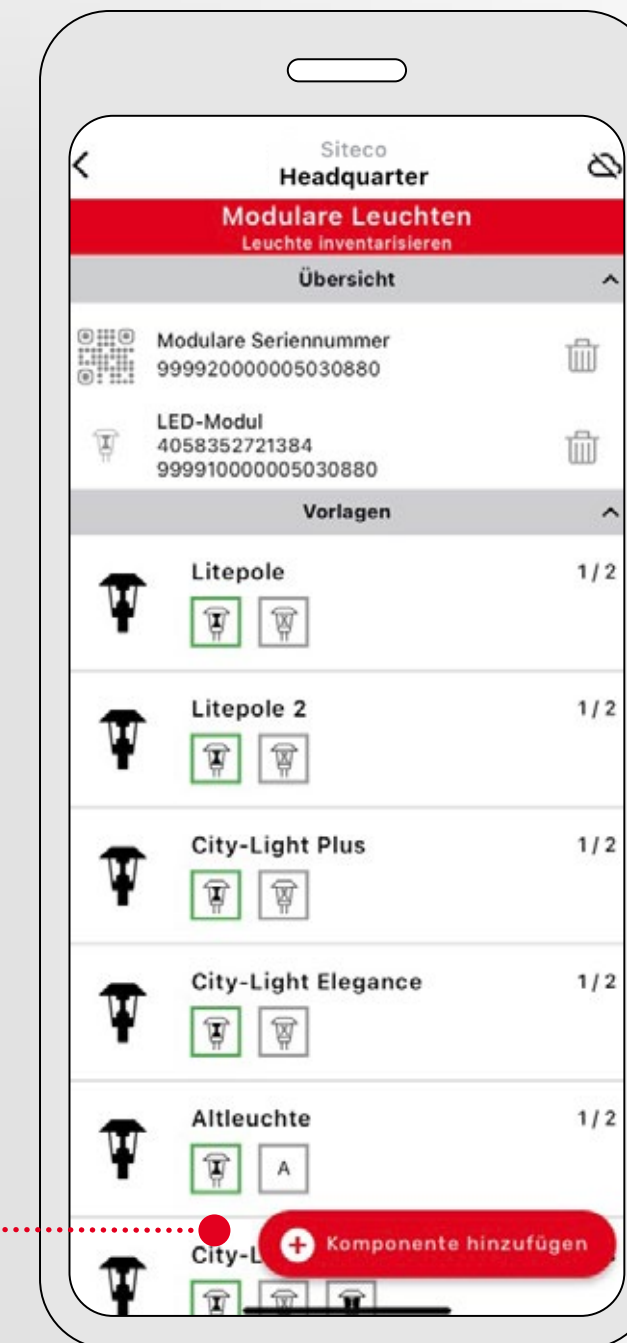 Siteco
Headquarter
Modulare Leuchten
Leuchte inventarisieren
Übersicht
Modulare Seriennummer
999920000005030880
LED-Modul
4058352721384
999910000005030880
Vorlagen
Litepole 1/2
Litepole 2 1/2
City-Light Plus 1/2
City-Light Elegance 1/2
Altleuchte 1/2
A
City-L
Komponente hinzufügen